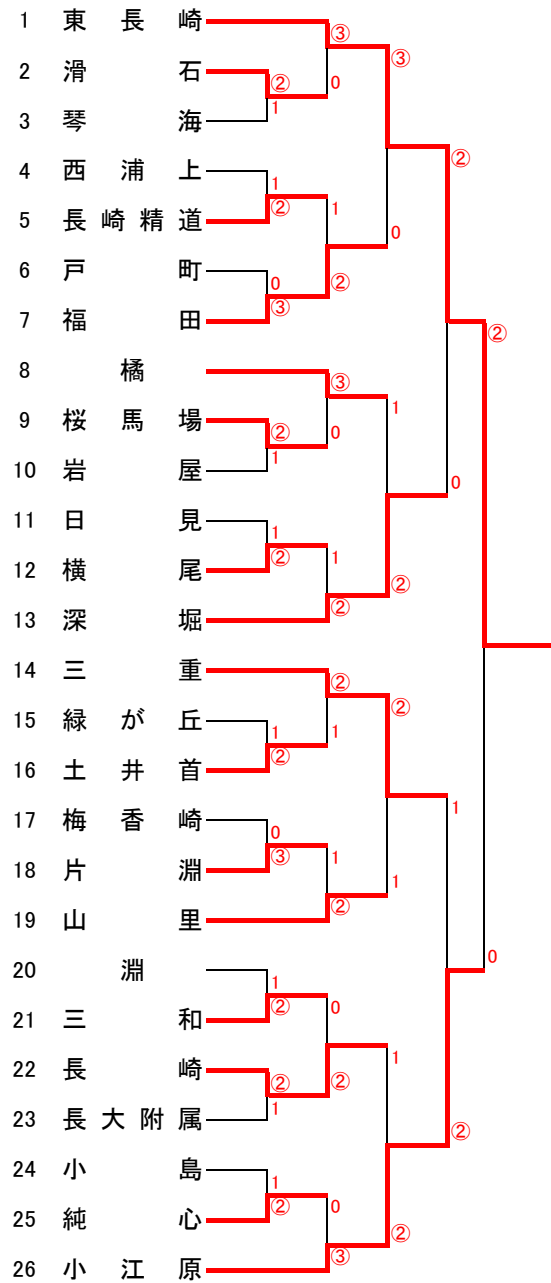 1 東長崎 ③
2 滑石 ② 0 ③
3 琴海 1
4 西浦上 1 ②
5 長崎精道 ② 1 0
6 戸町 0 ②
7 福田 ③ ②
8 橘 ③
9 桜馬場 ② 0 1
10 岩屋 1 0
11 日見 1
12 横尾 ② 1 ②
13 深堀 ②
14 三重 ②
15 緑が丘 1 1 ②
16 土井首 ②
17 梅香崎 0 1
18 片淵 ③ 1 1
19 山里 ②
20 淵 1 0
21 三和 ② 0
22 長崎 ② ② 1
23 長大附属 1 ②
24 小島 1
25 純心 ② 0 ②
26 小江原 ③